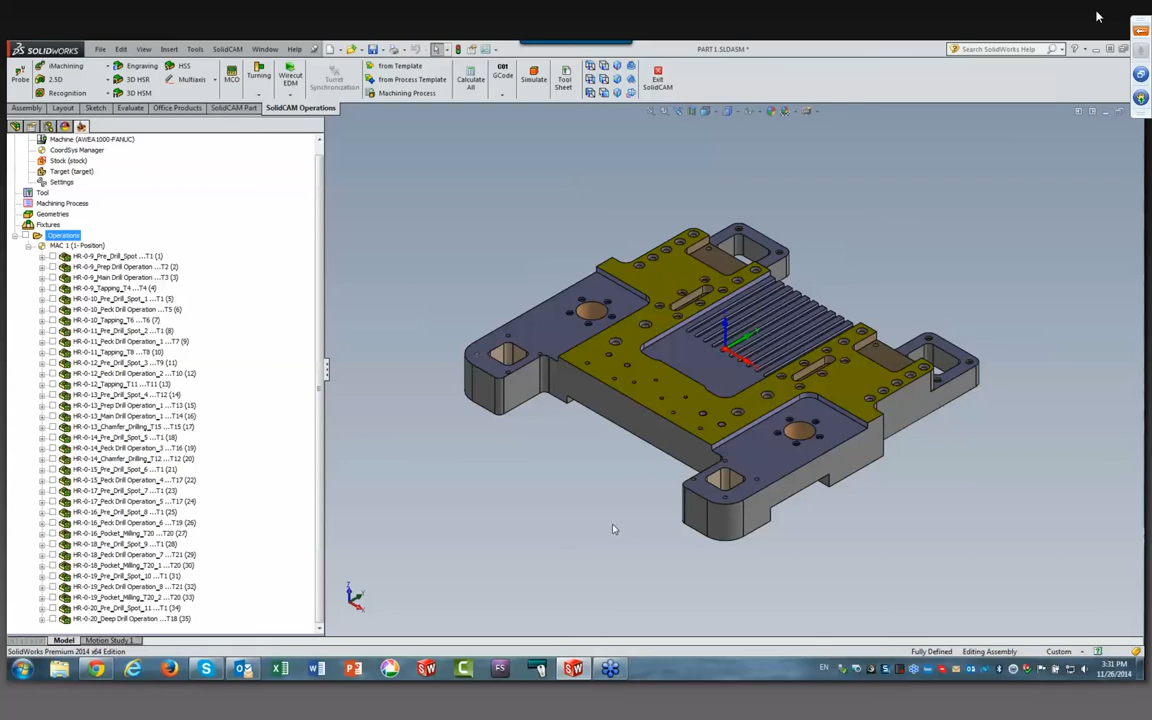 SOLIDWORKS File Edit View Insert Tools SolidCAM Window Help PART 1.SLDASM * Search SolidWorks Help
iMachining Engraving HSS from Template
Probe 2.5D 3D HSR Multiaxis MCO Turning Wirecut EDM Turret Synchronization from Process Template Calculate All GCode Simulate Tool Sheet Exit SolidCAM
Recognition 3D HSM Machining Process
Assembly Layout Sketch Evaluate Office Products SolidCAM Part SolidCAM Operations
Machine (AWEA1000-FANUC)
CoordSys Manager
Stock (stock)
Target (target)
Settings
Tool
Machining Process
Geometries
Fixtures
Operations
MAC 1 (1- Position)
HR-0-9_Pre_Drill_Spot ...T1 (1)
HR-0-9_Prep Drill Operation ...T2 (2)
HR-0-9_Main Drill Operation ...T3 (3)
HR-0-9_Tapping_T4 ...T4 (4)
HR-0-10_Pre_Drill_Spot_1 ...T1 (5)
HR-0-10_Peck Drill Operation ...T5 (6)
HR-0-10_Tapping_T6 ...T6 (7)
HR-0-11_Pre_Drill_Spot_2 ...T1 (8)
HR-0-11_Peck Drill Operation_1 ...T7 (9)
HR-0-11_Tapping_T8 ...T8 (10)
HR-0-12_Pre_Drill_Spot_3 ...T9 (11)
HR-0-12_Peck Drill Operation_2 ...T10 (12)
HR-0-12_Tapping_T11 ...T11 (13)
HR-0-13_Pre_Drill_Spot_4 ...T12 (14)
HR-0-13_Prep Drill Operation_1 ...T13 (15)
HR-0-13_Main Drill Operation_1 ...T14 (16)
HR-0-13_Chamfer_Drilling_T15 ...T15 (17)
HR-0-14_Pre_Drill_Spot_5 ...T1 (18)
HR-0-14_Peck Drill Operation_3 ...T16 (19)
HR-0-14_Chamfer_Drilling_T12 ...T12 (20)
HR-0-15_Pre_Drill_Spot_6 ...T1 (21)
HR-0-15_Peck Drill Operation_4 ...T17 (22)
HR-0-17_Pre_Drill_Spot_7 ...T1 (23)
HR-0-17_Peck Drill Operation_5 ...T17 (24)
HR-0-16_Pre_Drill_Spot_8 ...T1 (25)
HR-0-16_Peck Drill Operation_6 ...T19 (26)
HR-0-16_Pocket_Milling_T20 ...T20 (27)
HR-0-18_Pre_Drill_Spot_9 ...T1 (28)
HR-0-18_Peck Drill Operation_7 ...T21 (29)
HR-0-18_Pocket_Milling_T20_1 ...T20 (30)
HR-0-19_Pre_Drill_Spot_10 ...T1 (31)
HR-0-19_Peck Drill Operation_8 ...T21 (32)
HR-0-19_Pocket_Milling_T20_2 ...T20 (33)
HR-0-20_Pre_Drill_Spot_11 ...T1 (34)
HR-0-20_Deep Drill Operation ...T18 (35)
Model Motion Study 1
SolidWorks Premium 2014 x64 Edition Fully Defined Editing Assembly Custom
EN 3:31 PM
11/26/2014